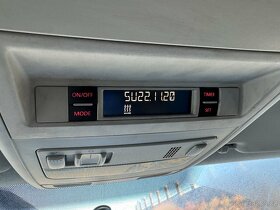 ON/OFF
MODE
SU22.11:20
TIMER
SET